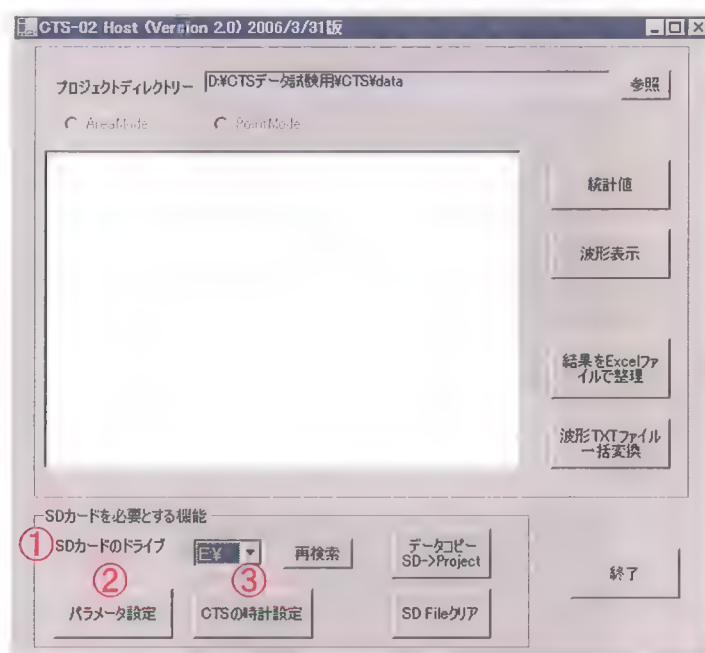 CTS-02 Host (Version 2.0) 2006/3/31版
プロジェクトディレクトリー D:¥CTSデータ試験用¥CTS¥data 参照
AreaMode PointMode
統計値
波形表示
結果をExcelファ
イルで整理
波形TXTファイル
一括変換
SDカードを必要とする機能
①SDカードのドライブ E:¥ 再検索
データコピー
SD->Project
② ③
パラメータ設定 CTSの時計設定 SD Fileクリア 終了